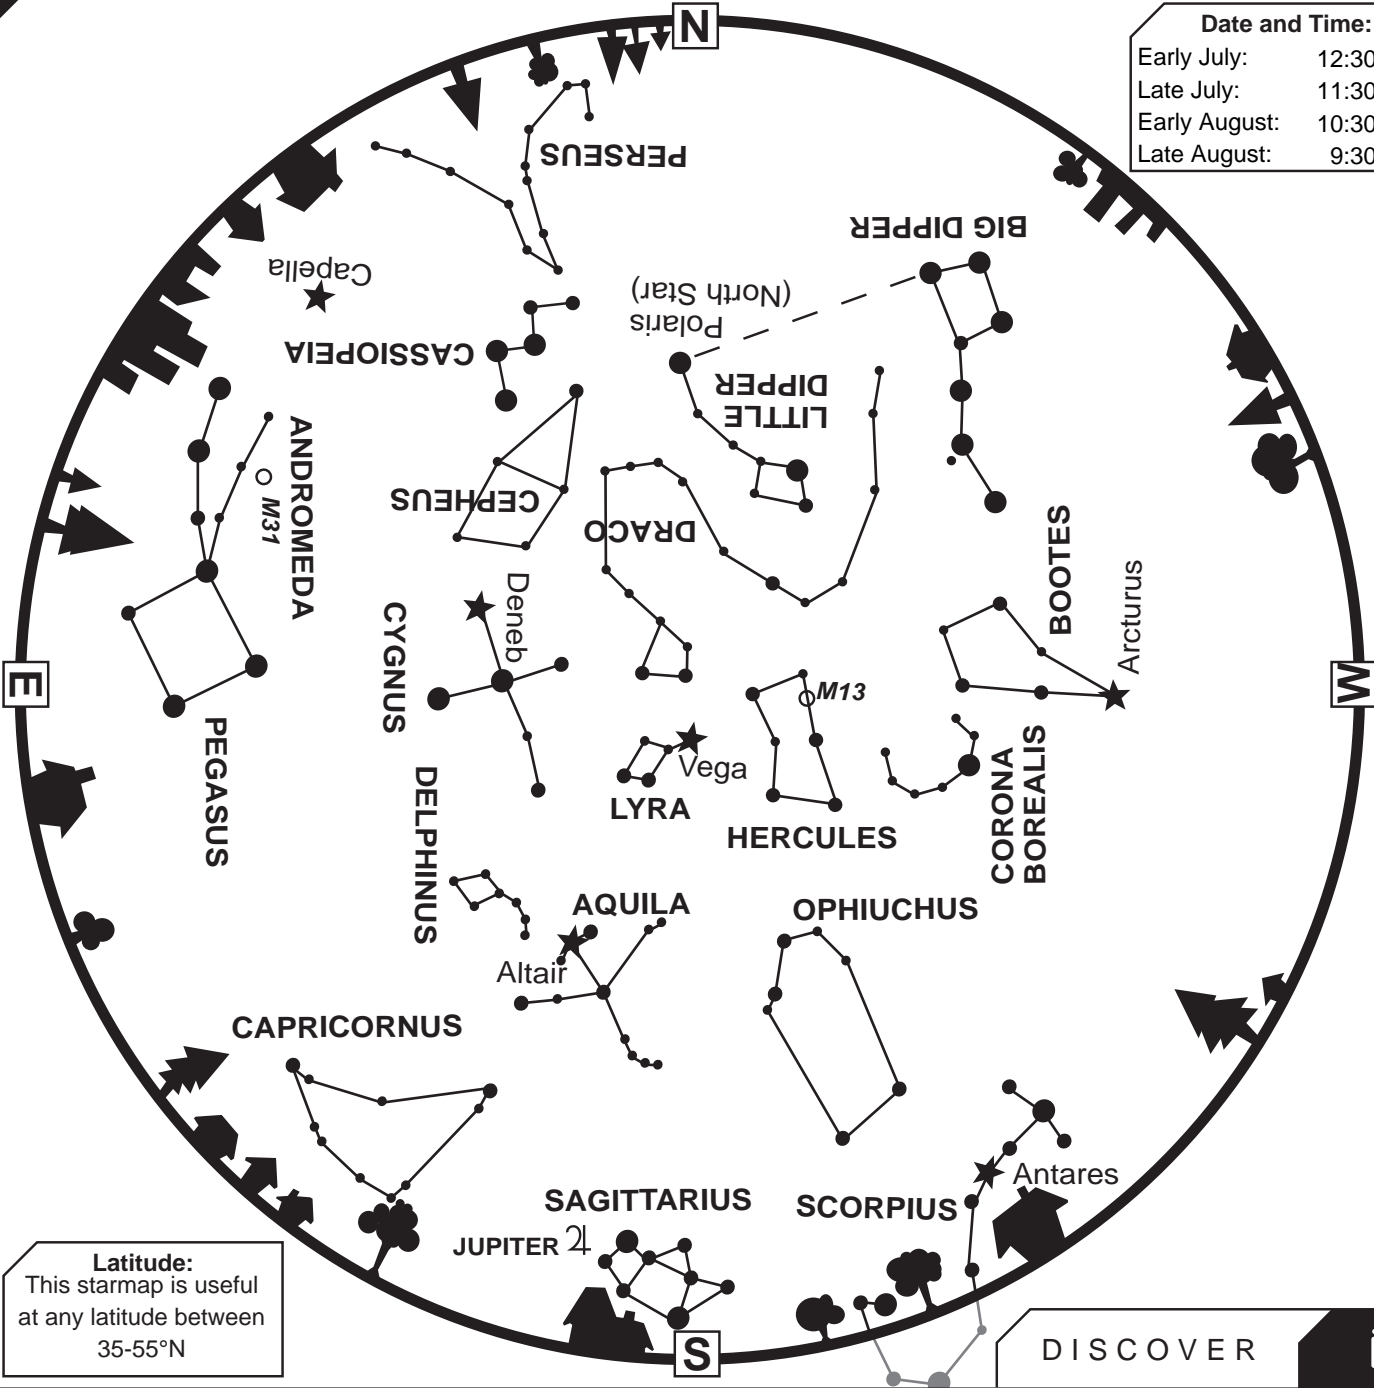 N
Date and Time:
Early July: 12:30
Late July: 11:30
Early August: 10:30
Late August: 9:30
PERSEUS
BIG DIPPER
Capella
Polaris
(North Star)
CASSIOPEIA
LITTLE
DIPPER
ANDROMEDA
M31
CEPHEUS
DRACO
BOOTES
Arcturus
Deneb
CYGNUS
E
W
M13
PEGASUS
Vega
LYRA
HERCULES
CORONA
BOREALIS
DELPHINUS
AQUILA
OPHIUCHUS
Altair
CAPRICORNUS
Antares
SAGITTARIUS
SCORPIUS
JUPITER ♃
Latitude:
This starmap is useful
at any latitude between
35-55°N
S
DISCOVER